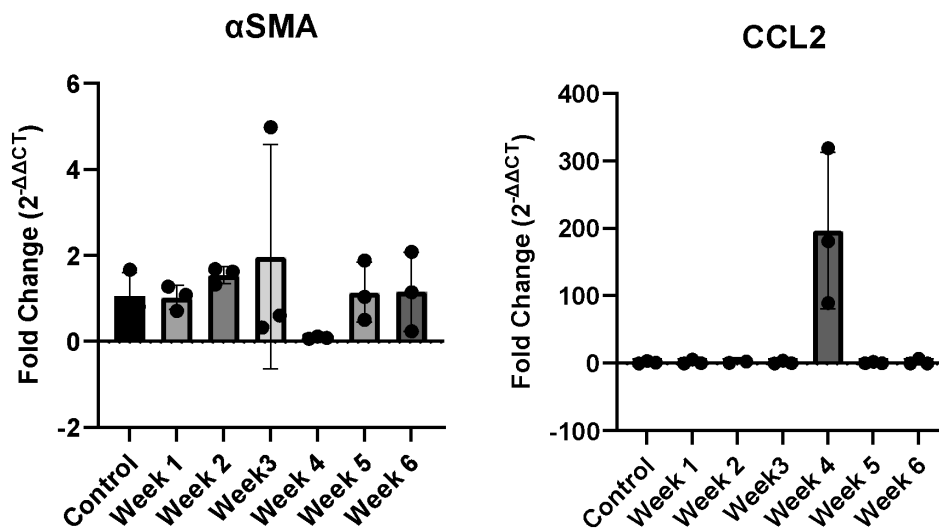 αSMA
Fold Change (2-ΔΔCT)
6
4
2
0
-2
Control
Week 1
Week 2
Week3
Week 4
Week 5
Week 6
CCL2
Fold Change (2-ΔΔCT)
400
300
200
100
0
-100
Control
Week 1
Week 2
Week3
Week 4
Week 5
Week 6